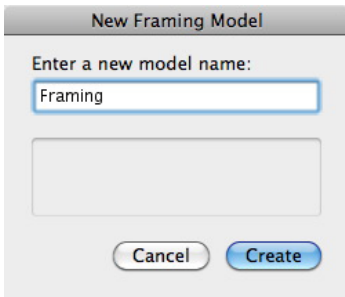 New Framing Model
Enter a new model name:
Framing
Cancel Create